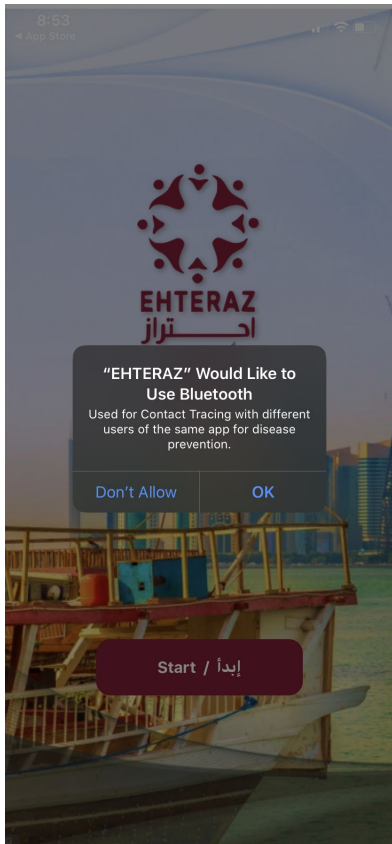 8:53
◀ App Store
EHTERAZ
احتراز
“EHTERAZ” Would Like to
Use Bluetooth
Used for Contact Tracing with different
users of the same app for disease
prevention.
Don’t Allow
OK
Start / إبدأ